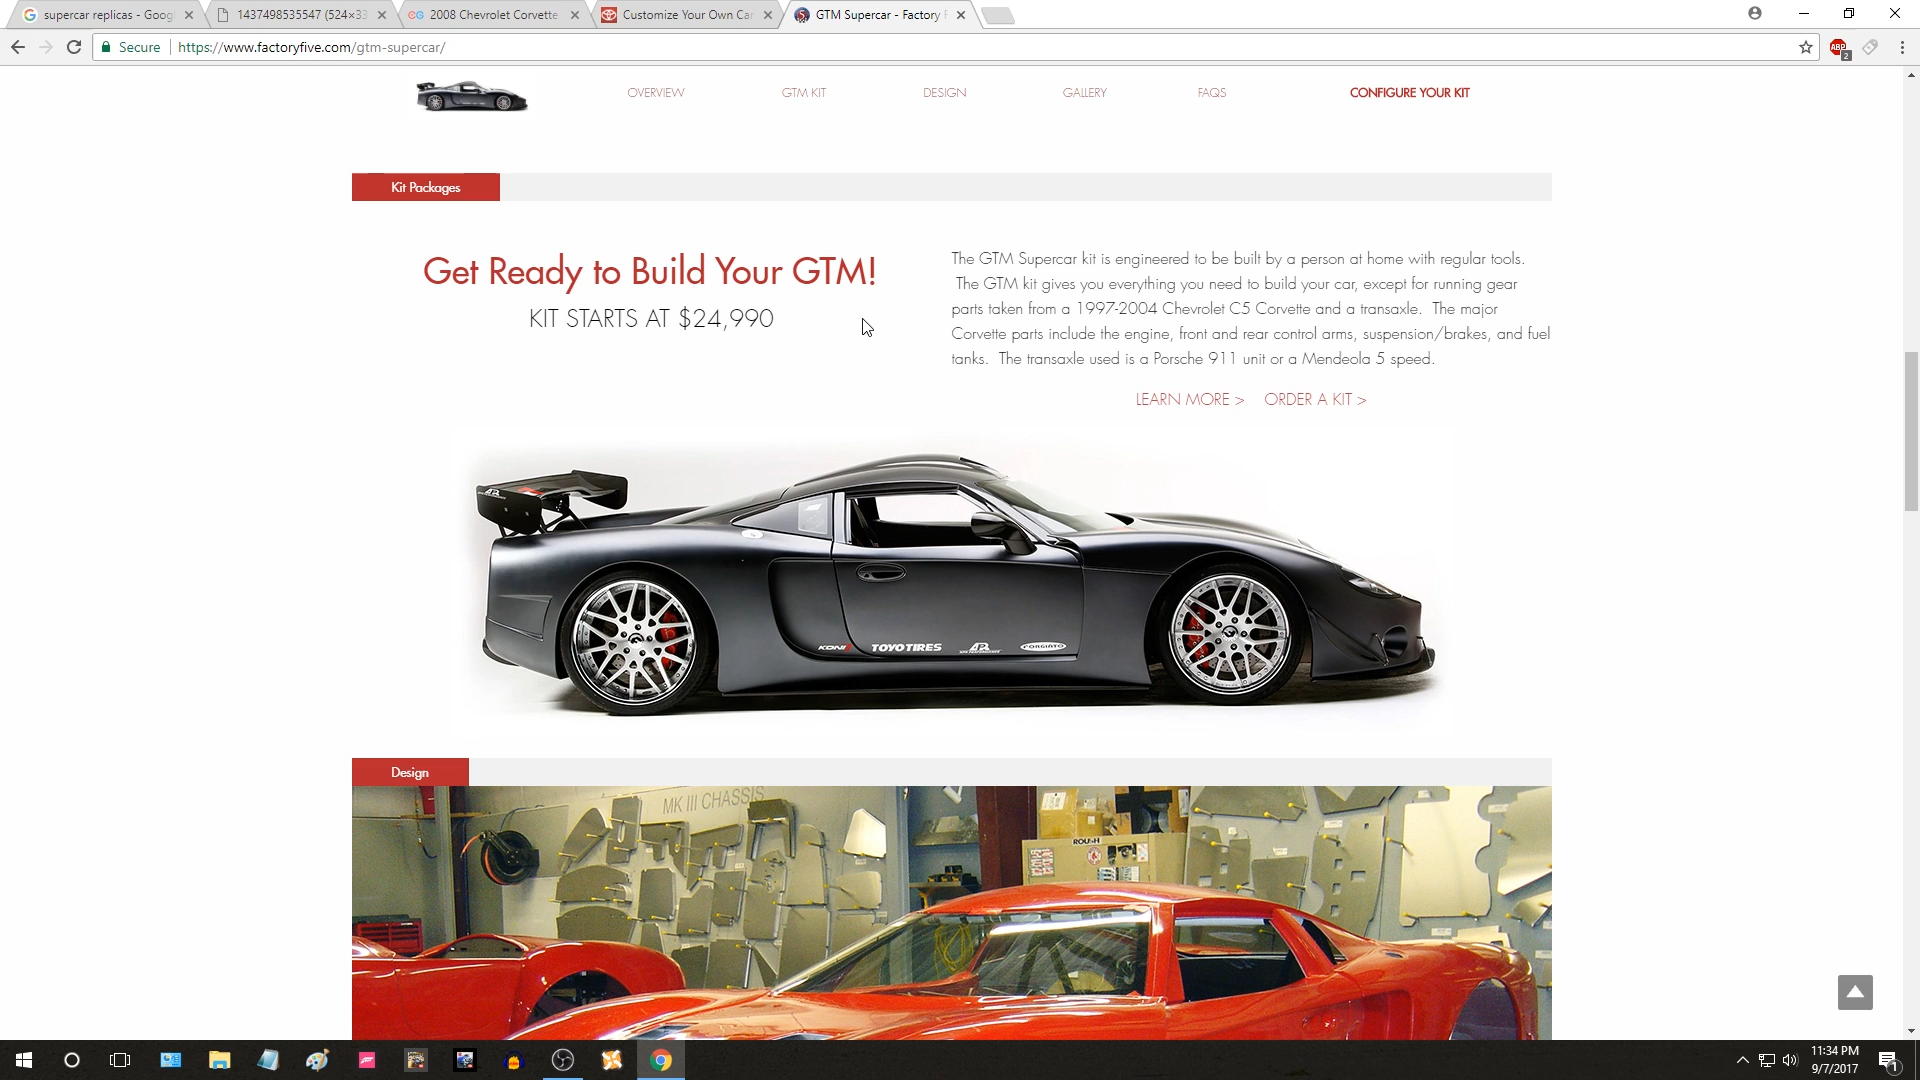 supercar replicas - Goog
1437498535547 (524×33
2008 Chevrolet Corvette
Customize Your Own Car
GTM Supercar - Factory F
Secure
https://www.factoryfive.com/gtm-supercar/
ABP
2
OVERVIEW
GTM KIT
DESIGN
GALLERY
FAQS
CONFIGURE YOUR KIT
Kit Packages
Get Ready to Build Your GTM!
KIT STARTS AT $24,990
The GTM Supercar kit is engineered to be built by a person at home with regular tools.
The GTM kit gives you everything you need to build your car, except for running gear
parts taken from a 1997-2004 Chevrolet C5 Corvette and a transaxle. The major
Corvette parts include the engine, front and rear control arms, suspension/brakes, and fuel
tanks. The transaxle used is a Porsche 911 unit or a Mendeola 5 speed.
LEARN MORE >
ORDER A KIT >
KONI
TOYO TIRES
FORGIATO
Design
MK III CHASSIS
ROUSH
11:34 PM
9/7/2017
1